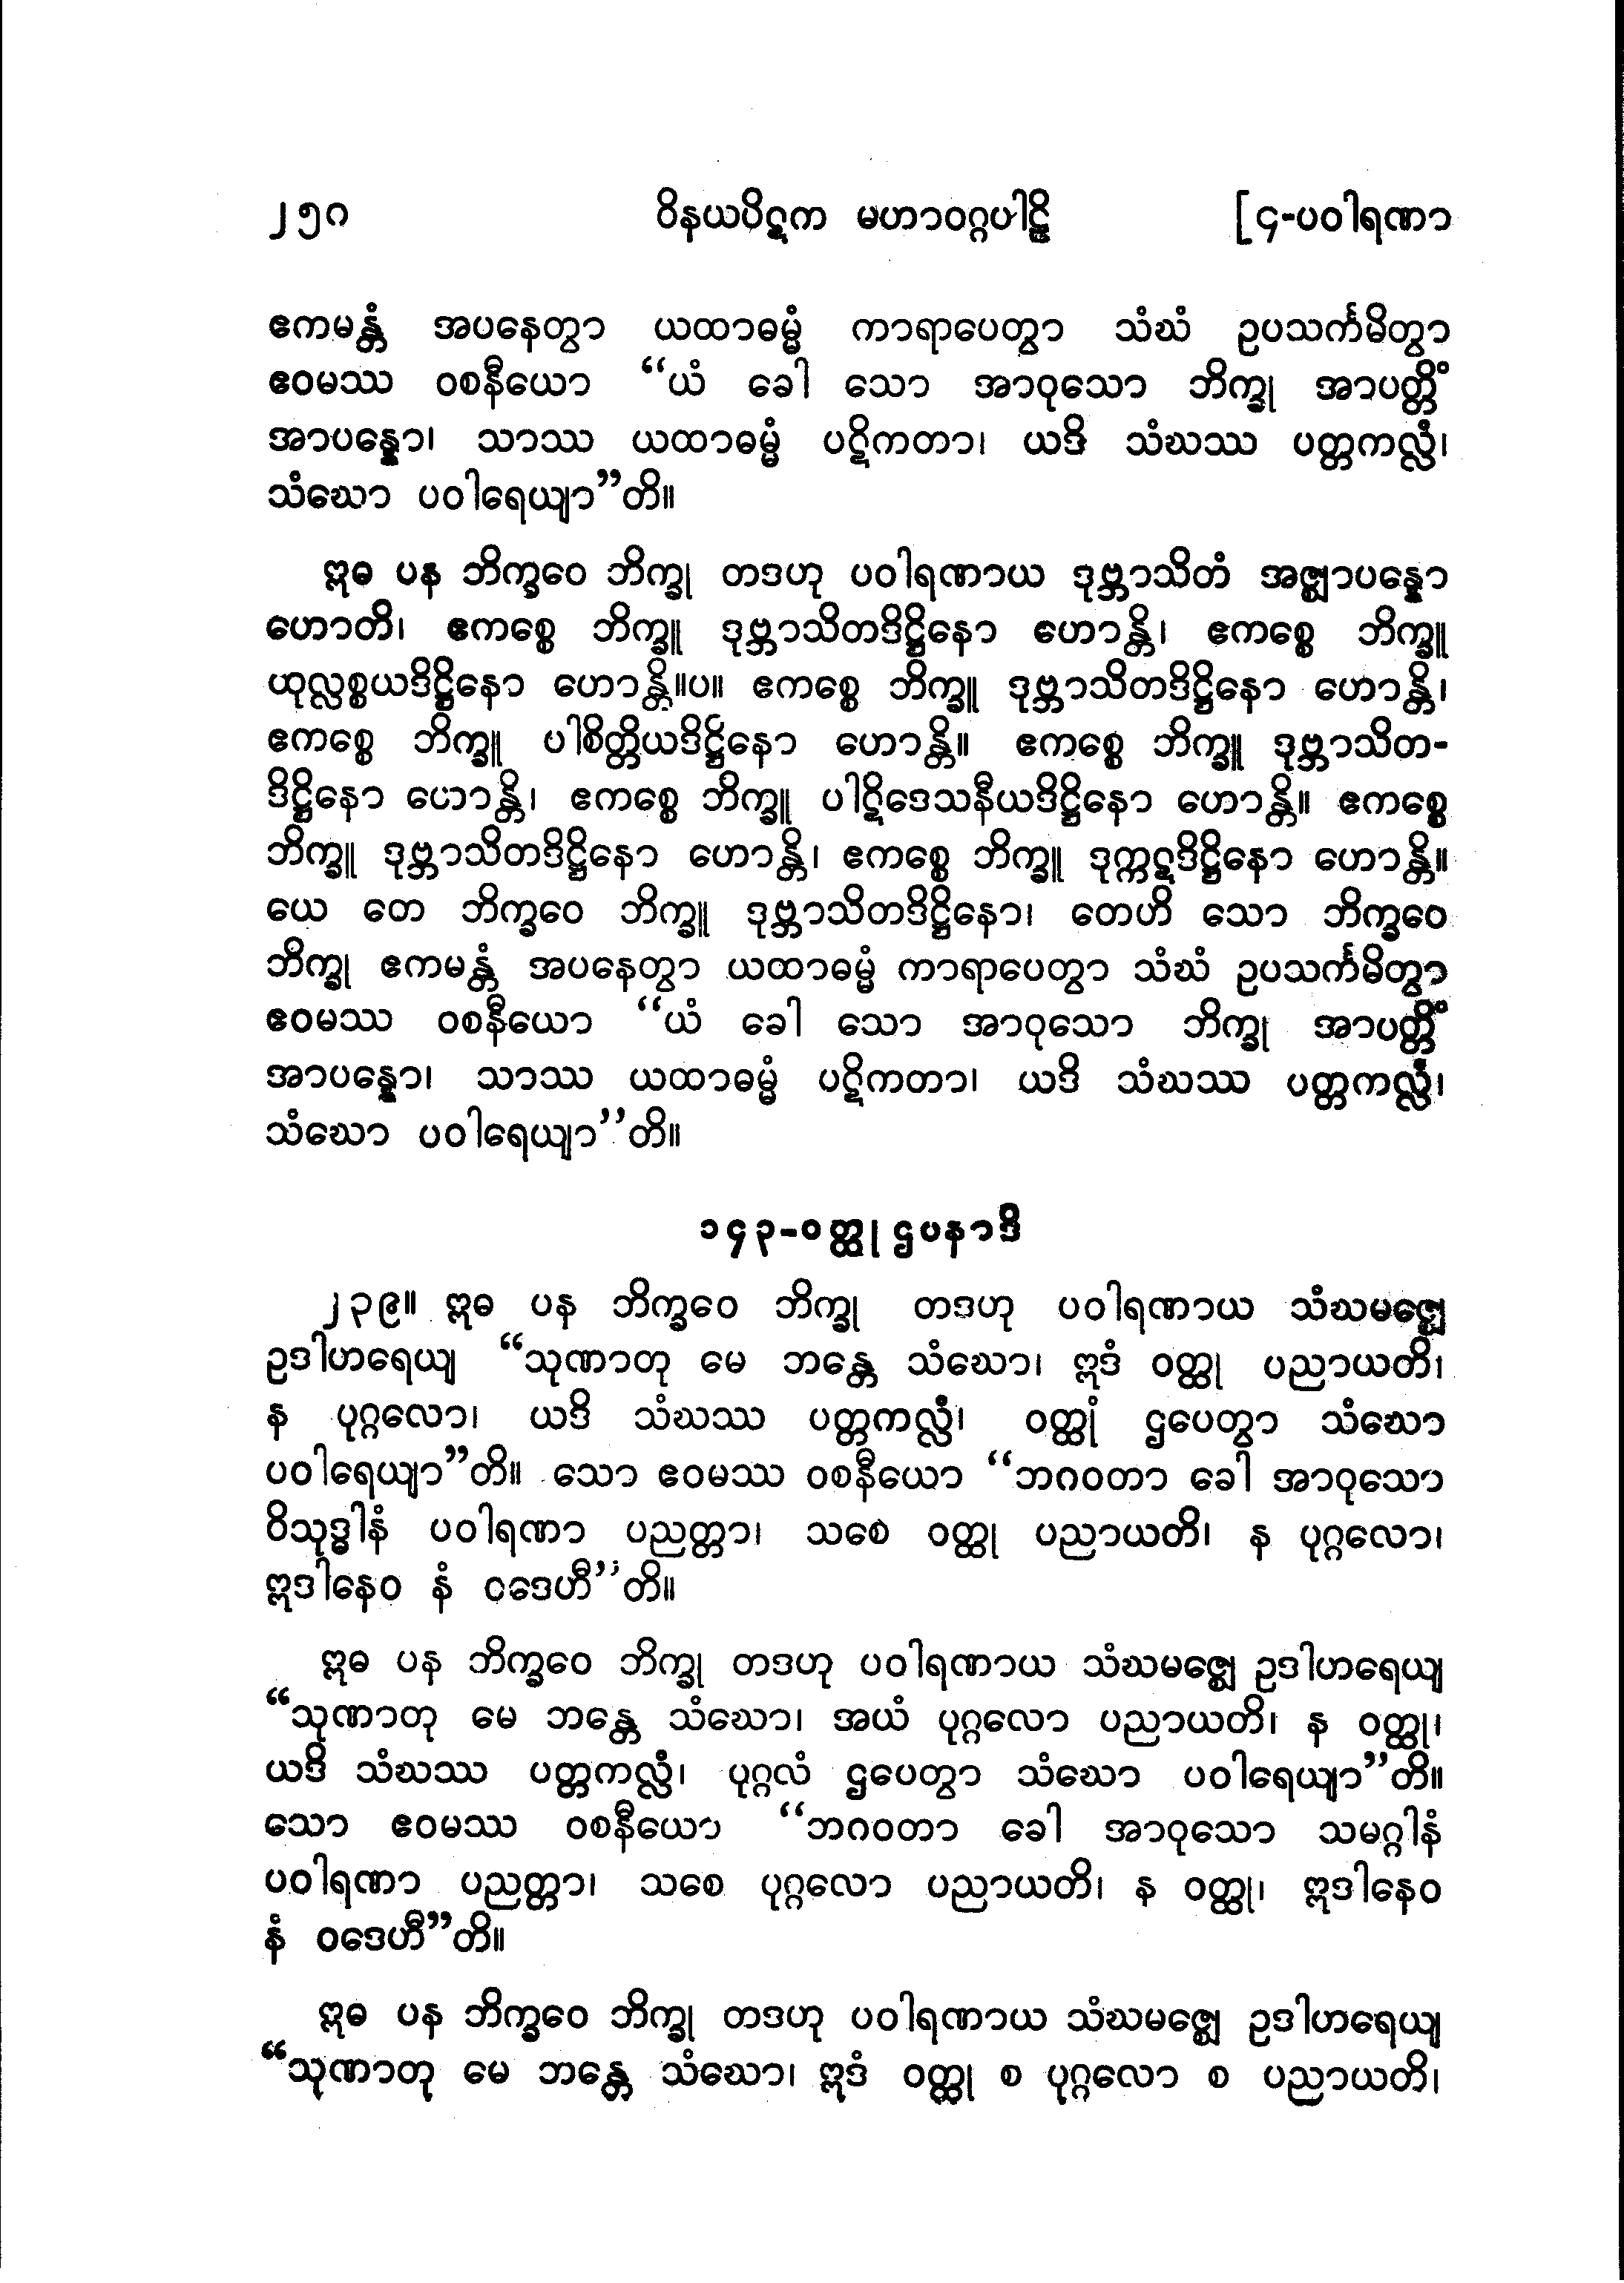 ၂၅၀ ဝိနယပိဋက မဟာဝဂ္ဂပါဠိ [၄-ပဝါရဏာ
ဧကမန္တံ အပနေတွာ ယထာဓမ္မံ ကာရာပေတွာ သံဃံ ဥပသင်္ကမိတွာ
ဧဝမဿ ဝစနီယော “ယံ ခေါ သော အာဝုသော ဘိက္ခု အာပတ္တိံ
အာပန္နော၊ သာဿ ယထာဓမ္မံ ပဋိကတာ၊ ယဒိ သံဃဿ ပတ္တကလ္လံ၊
သံဃော ပဝါရေယျာ”တိ။
ဣဓ ပန ဘိက္ခဝေ ဘိက္ခု တဒဟု ပဝါရဏာယ ဒုဗ္ဘာသိတံ အဇ္ဈာပန္နော
ဟောတိ၊ ဧကစ္စေ ဘိက္ခူ ဒုဗ္ဘာသိတဒိဋ္ဌိနော ဟောန္တိ၊ ဧကစ္စေ ဘိက္ခူ
ထုလ္လစ္စယဒိဋ္ဌိနော ဟောန္တိ။ပ။ ဧကစ္စေ ဘိက္ခူ ဒုဗ္ဘာသိတဒိဋ္ဌိနော ဟောန္တိ၊
ဧကစ္စေ ဘိက္ခူ ပါစိတ္တိယဒိဋ္ဌိနော ဟောန္တိ။ ဧကစ္စေ ဘိက္ခူ ဒုဗ္ဘာသိတ-
ဒိဋ္ဌိနော ဟောန္တိ၊ ဧကစ္စေ ဘိက္ခူ ပါဋိဒေသနီယဒိဋ္ဌိနော ဟောန္တိ။ ဧကစ္စေ
ဘိက္ခူ ဒုဗ္ဘာသိတဒိဋ္ဌိနော ဟောန္တိ၊ ဧကစ္စေ ဘိက္ခူ ဒုက္ကဋဒိဋ္ဌိနော ဟောန္တိ။
ယေ တေ ဘိက္ခဝေ ဘိက္ခူ ဒုဗ္ဘာသိတဒိဋ္ဌိနော၊ တေဟိ သော ဘိက္ခဝေ
ဘိက္ခု ဧကမန္တံ အပနေတွာ ယထာဓမ္မံ ကာရာပေတွာ သံဃံ ဥပသင်္ကမိတွာ
ဧဝမဿ ဝစနီယော “ယံ ခေါ သော အာဝုသော ဘိက္ခု အာပတ္တိံ
အာပန္နော၊ သာဿ ယထာဓမ္မံ ပဋိကတာ၊ ယဒိ သံဃဿ ပတ္တကလ္လံ၊
သံဃော ပဝါရေယျာ”တိ။
၁၄၃-ဝတ္ထုဌပနာဒိ
၂၃၉။ ဣဓ ပန ဘိက္ခဝေ ဘိက္ခု တဒဟု ပဝါရဏာယ သံဃမဇ္ဈေ
ဥဒါဟရေယျ “သုဏာတု မေ ဘန္တေ သံဃော၊ ဣဒံ ဝတ္ထု ပညာယတိ၊
န ပုဂ္ဂလော၊ ယဒိ သံဃဿ ပတ္တကလ္လံ၊ ဝတ္ထုံ ဌပေတွာ သံဃော
ပဝါရေယျာ”တိ။ သော ဧဝမဿ ဝစနီယော “ဘဂဝတာ ခေါ အာဝုသော
ဝိသုဒ္ဓါနံ ပဝါရဏာ ပညတ္တာ၊ သစေ ဝတ္ထု ပညာယတိ၊ န ပုဂ္ဂလော၊
ဣဒါနေဝ နံ ဝဒေဟီ”တိ။
ဣဓ ပန ဘိက္ခဝေ ဘိက္ခု တဒဟု ပဝါရဏာယ သံဃမဇ္ဈေ ဥဒါဟရေယျ
“သုဏာတု မေ ဘန္တေ သံဃော၊ အယံ ပုဂ္ဂလော ပညာယတိ၊ န ဝတ္ထု၊
ယဒိ သံဃဿ ပတ္တကလ္လံ၊ ပုဂ္ဂလံ ဌပေတွာ သံဃော ပဝါရေယျာ”တိ။
သော ဧဝမဿ ဝစနီယော “ဘဂဝတာ ခေါ အာဝုသော သမဂ္ဂါနံ
ပဝါရဏာ ပညတ္တာ၊ သစေ ပုဂ္ဂလော ပညာယတိ၊ န ဝတ္ထု၊ ဣဒါနေဝ
နံ ဝဒေဟီ”တိ။
ဣဓ ပန ဘိက္ခဝေ ဘိက္ခု တဒဟု ပဝါရဏာယ သံဃမဇ္ဈေ ဥဒါဟရေယျ
“သုဏာတု မေ ဘန္တေ သံဃော၊ ဣဒံ ဝတ္ထု စ ပုဂ္ဂလော စ ပညာယတိ၊